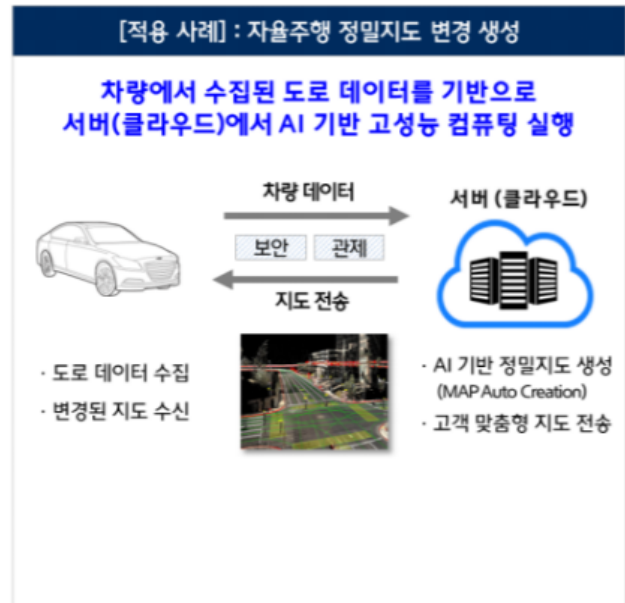 [적용 사례] : 자율주행 정밀지도 변경 생성
차량에서 수집된 도로 데이터를 기반으로
서버(클라우드)에서 AI 기반 고성능 컴퓨팅 실행
차량 데이터
서버 (클라우드)
보안
관제
지도 전송
· 도로 데이터 수집
· 변경된 지도 수신
· AI 기반 정밀지도 생성
(MAP Auto Creation)
· 고객 맞춤형 지도 전송